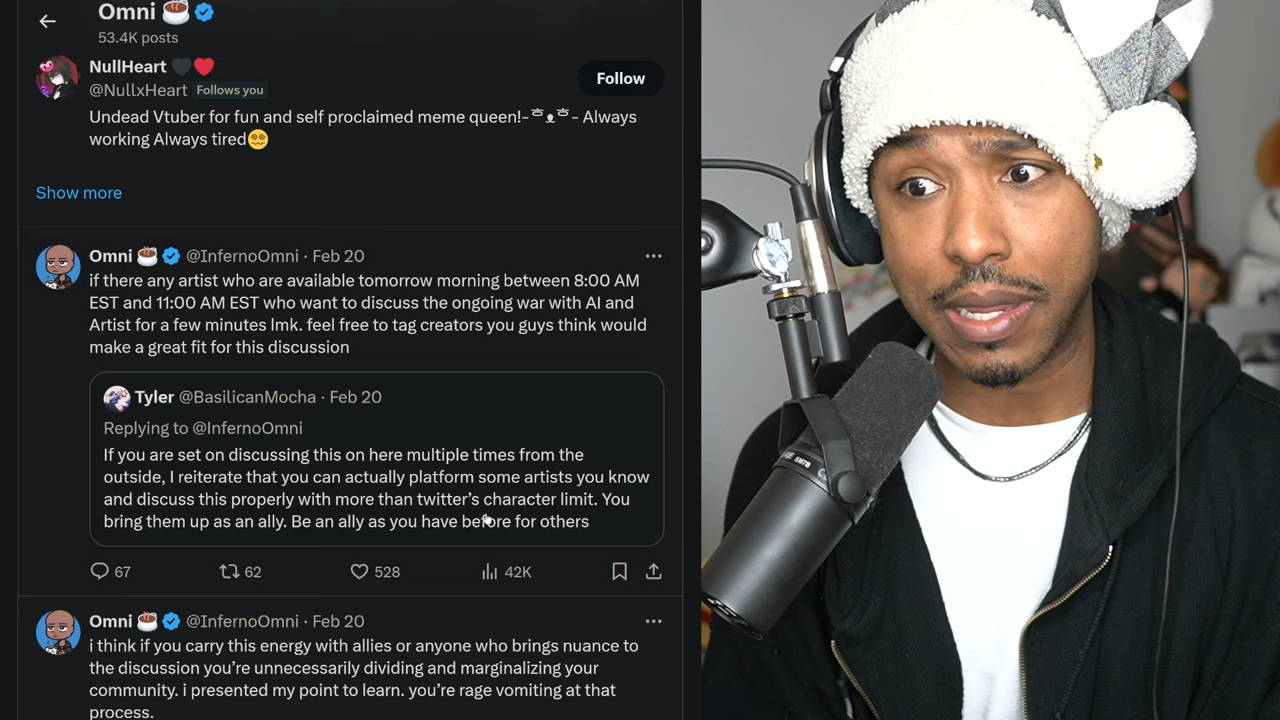 Omni ☕
53.4K posts
NullHeart 🖤❤️
@NullxHeart Follows you
Follow
Undead Vtuber for fun and self proclaimed meme queen!-ᄒᴥᄒ- Always
working Always tired😵‍💫
Show more
Omni ☕ @InfernoOmni · Feb 20
if there any artist who are available tomorrow morning between 8:00 AM
EST and 11:00 AM EST who want to discuss the ongoing war with AI and
Artist for a few minutes lmk. feel free to tag creators you guys think would
make a great fit for this discussion
Tyler @BasilicanMocha · Feb 20
Replying to @InfernoOmni
If you are set on discussing this on here multiple times from the
outside, I reiterate that you can actually platform some artists you know
and discuss this properly with more than twitter's character limit. You
bring them up as an ally. Be an ally as you have before for others
67 62 528 42K
Omni ☕ @InfernoOmni · Feb 20
i think if you carry this energy with allies or anyone who brings nuance to
the discussion you're unnecessarily dividing and marginalizing your
community. i presented my point to learn. you're rage vomiting at that
process.
SM7B